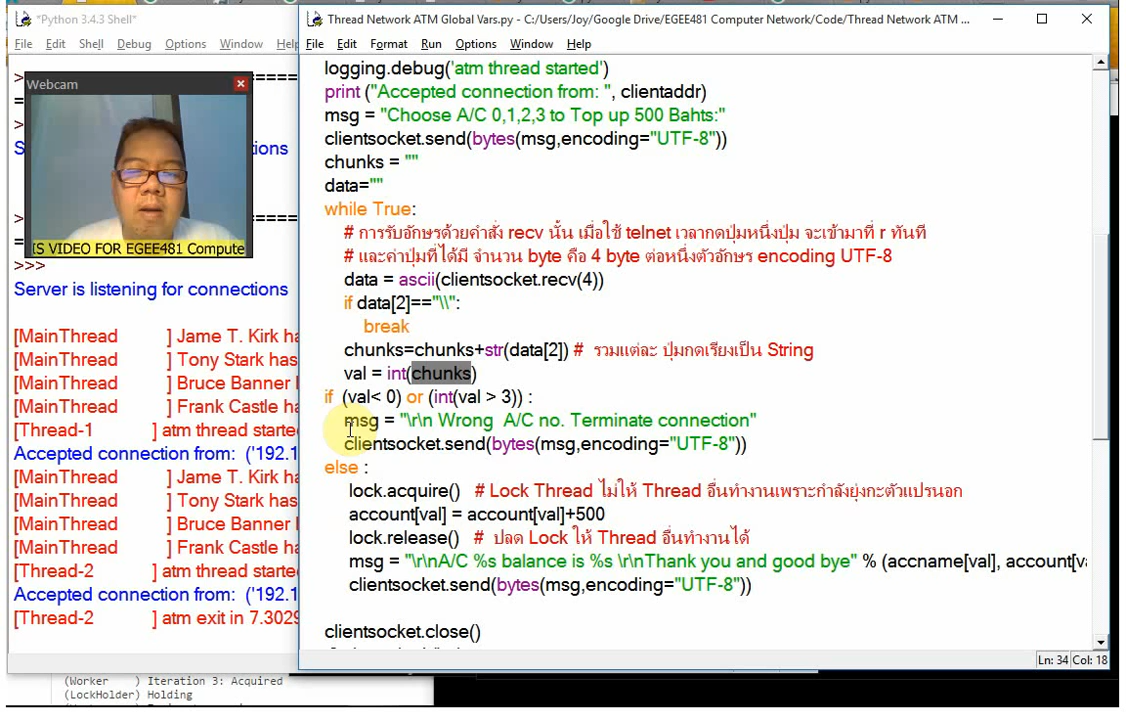 *Python 3.4.3 Shell*
File Edit Shell Debug Options Window Help
Webcam
IS VIDEO FOR EGEE481 Compute
>>>
Server is listening for connections
[MainThread ] Jame T. Kirk ha
[MainThread ] Tony Stark has
[MainThread ] Bruce Banner
[MainThread ] Frank Castle ha
[Thread-1 ] atm thread starte
Accepted connection from: ('192.1
[MainThread ] Jame T. Kirk ha
[MainThread ] Tony Stark has
[MainThread ] Bruce Banner
[MainThread ] Frank Castle ha
[Thread-2 ] atm thread starte
Accepted connection from: ('192.1
[Thread-2 ] atm exit in 7.3029
(Worker ) Iteration 3: Acquired
(LockHolder) Holding
Thread Network ATM Global Vars.py - C:/Users/Joy/Google Drive/EGEE481 Computer Network/Code/Thread Network ATM ...
File Edit Format Run Options Window Help
logging.debug('atm thread started')
print ("Accepted connection from: ", clientaddr)
msg = "Choose A/C 0,1,2,3 to Top up 500 Bahts:"
clientsocket.send(bytes(msg,encoding="UTF-8"))
chunks = ""
data=""
while True:
# การรับอักษรด้วยคำสั่ง recv นั้น เมื่อใช้ telnet เวลากดปุ่มหนึ่งปุ่ม จะเข้ามาที่ r ทันที
# และค่าปุ่มที่ได้มี จำนวน byte คือ 4 byte ต่อหนึ่งตัวอักษร encoding UTF-8
data = ascii(clientsocket.recv(4))
if data[2]=="\\":
break
chunks=chunks+str(data[2]) # รวมแต่ละ ปุ่มกดเรียงเป็น String
val = int(chunks)
if (val< 0) or (int(val > 3)) :
msg = "\r\n Wrong A/C no. Terminate connection"
clientsocket.send(bytes(msg,encoding="UTF-8"))
else :
lock.acquire() # Lock Thread ไม่ให้ Thread อื่นทำงานเพราะกำลังยุ่งกะตัวแปรนอก
account[val] = account[val]+500
lock.release() # ปลด Lock ให้ Thread อื่นทำงานได้
msg = "\r\nA/C %s balance is %s \r\nThank you and good bye" % (accname[val], account[v
clientsocket.send(bytes(msg,encoding="UTF-8"))
clientsocket.close()
Ln: 34 Col: 18